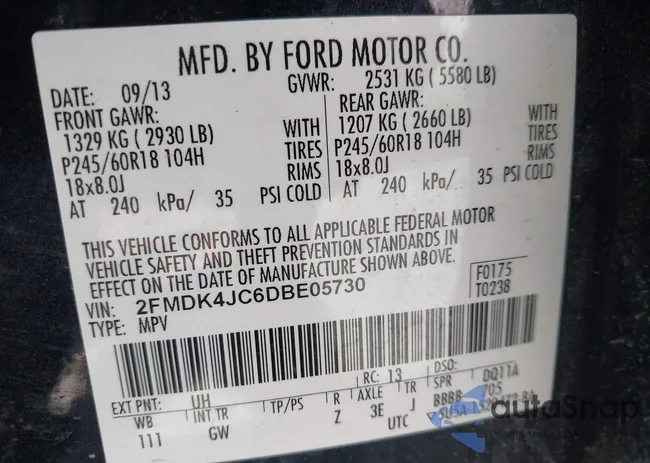 MFD. BY FORD MOTOR CO.
DATE: 09/13 GVWR: 2531 KG ( 5580 LB)
FRONT GAWR: REAR GAWR:
1329 KG ( 2930 LB) WITH 1207 KG ( 2660 LB) WITH
P245/60R18 104H TIRES P245/60R18 104H TIRES
18x8.0J RIMS 18x8.0J RIMS
AT 240 kPa/ 35 PSI COLD AT 240 kPa/ 35 PSI COLD
THIS VEHICLE CONFORMS TO ALL APPLICABLE FEDERAL MOTOR
VEHICLE SAFETY AND THEFT PREVENTION STANDARDS IN
EFFECT ON THE DATE OF MANUFACTURE SHOWN ABOVE.
VIN: 2FMDK4JC6DBE05730 F0175
TYPE: MPV T0238
EXT PNT: UH RC: 13 DSO:
WB INT TR TP/PS R AXLE TR SPR DQ11A
111 GW Z 3E J BBBB 705
UTC
autoSnap